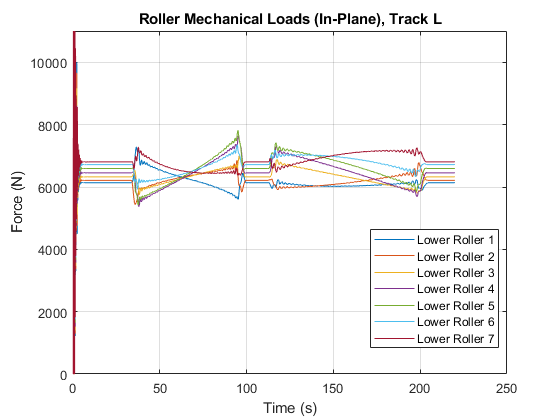 Roller Mechanical Loads (In-Plane), Track L
Force (N)
10000
8000
6000
4000
2000
0
0 50 100 150 200 250
Time (s)
Lower Roller 1
Lower Roller 2
Lower Roller 3
Lower Roller 4
Lower Roller 5
Lower Roller 6
Lower Roller 7